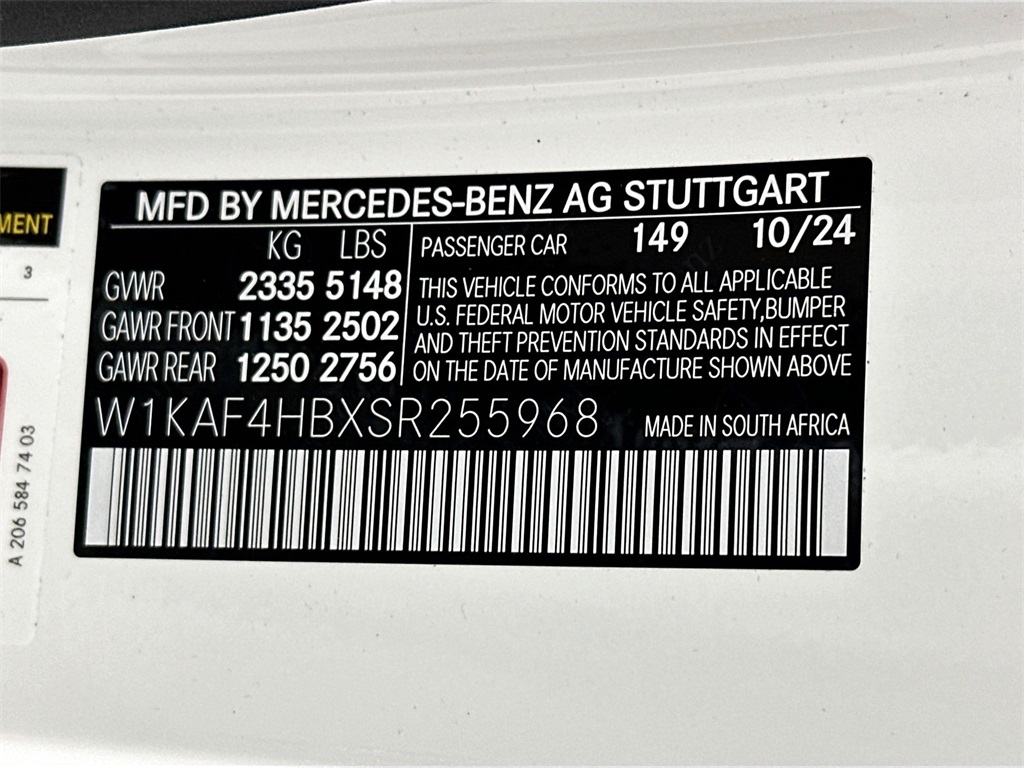 MFD BY MERCEDES-BENZ AG STUTTGART
KG LBS
GVWR 2335 5148
GAWR FRONT 1135 2502
GAWR REAR 1250 2756
PASSENGER CAR 149 10/24
THIS VEHICLE CONFORMS TO ALL APPLICABLE
U.S. FEDERAL MOTOR VEHICLE SAFETY, BUMPER
AND THEFT PREVENTION STANDARDS IN EFFECT
ON THE DATE OF MANUFACTURE SHOWN ABOVE
W1KAF4HBXSR255968 MADE IN SOUTH AFRICA
MENT
3
A 206 584 74 03